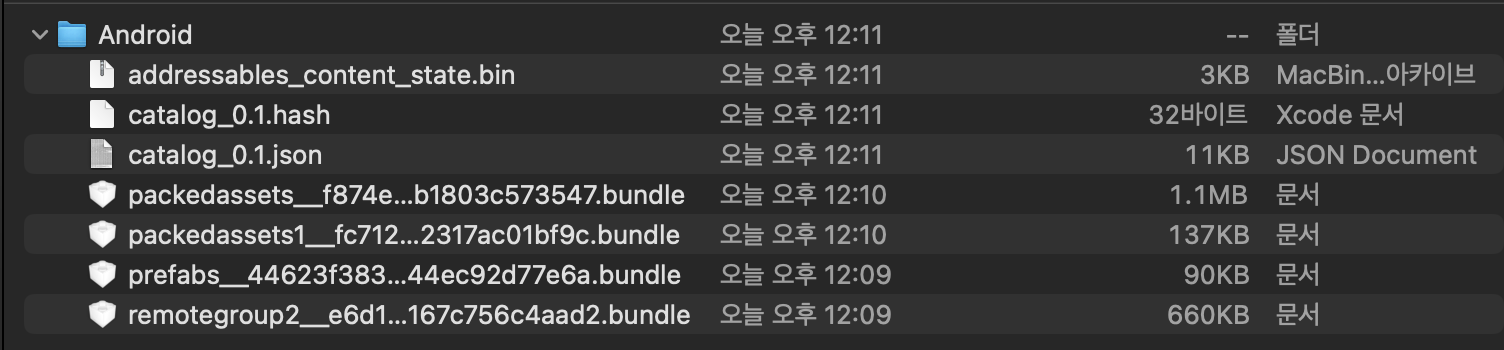 Android 오늘 오후 12:11 -- 폴더
addressables_content_state.bin 오늘 오후 12:11 3KB MacBin...아카이브
catalog_0.1.hash 오늘 오후 12:11 32바이트 Xcode 문서
catalog_0.1.json 오늘 오후 12:11 11KB JSON Document
packedassets__f874e...b1803c573547.bundle 오늘 오후 12:10 1.1MB 문서
packedassets1__fc712...2317ac01bf9c.bundle 오늘 오후 12:10 137KB 문서
prefabs__44623f383...44ec92d77e6a.bundle 오늘 오후 12:09 90KB 문서
remotegroup2__e6d1...167c756c4aad2.bundle 오늘 오후 12:09 660KB 문서